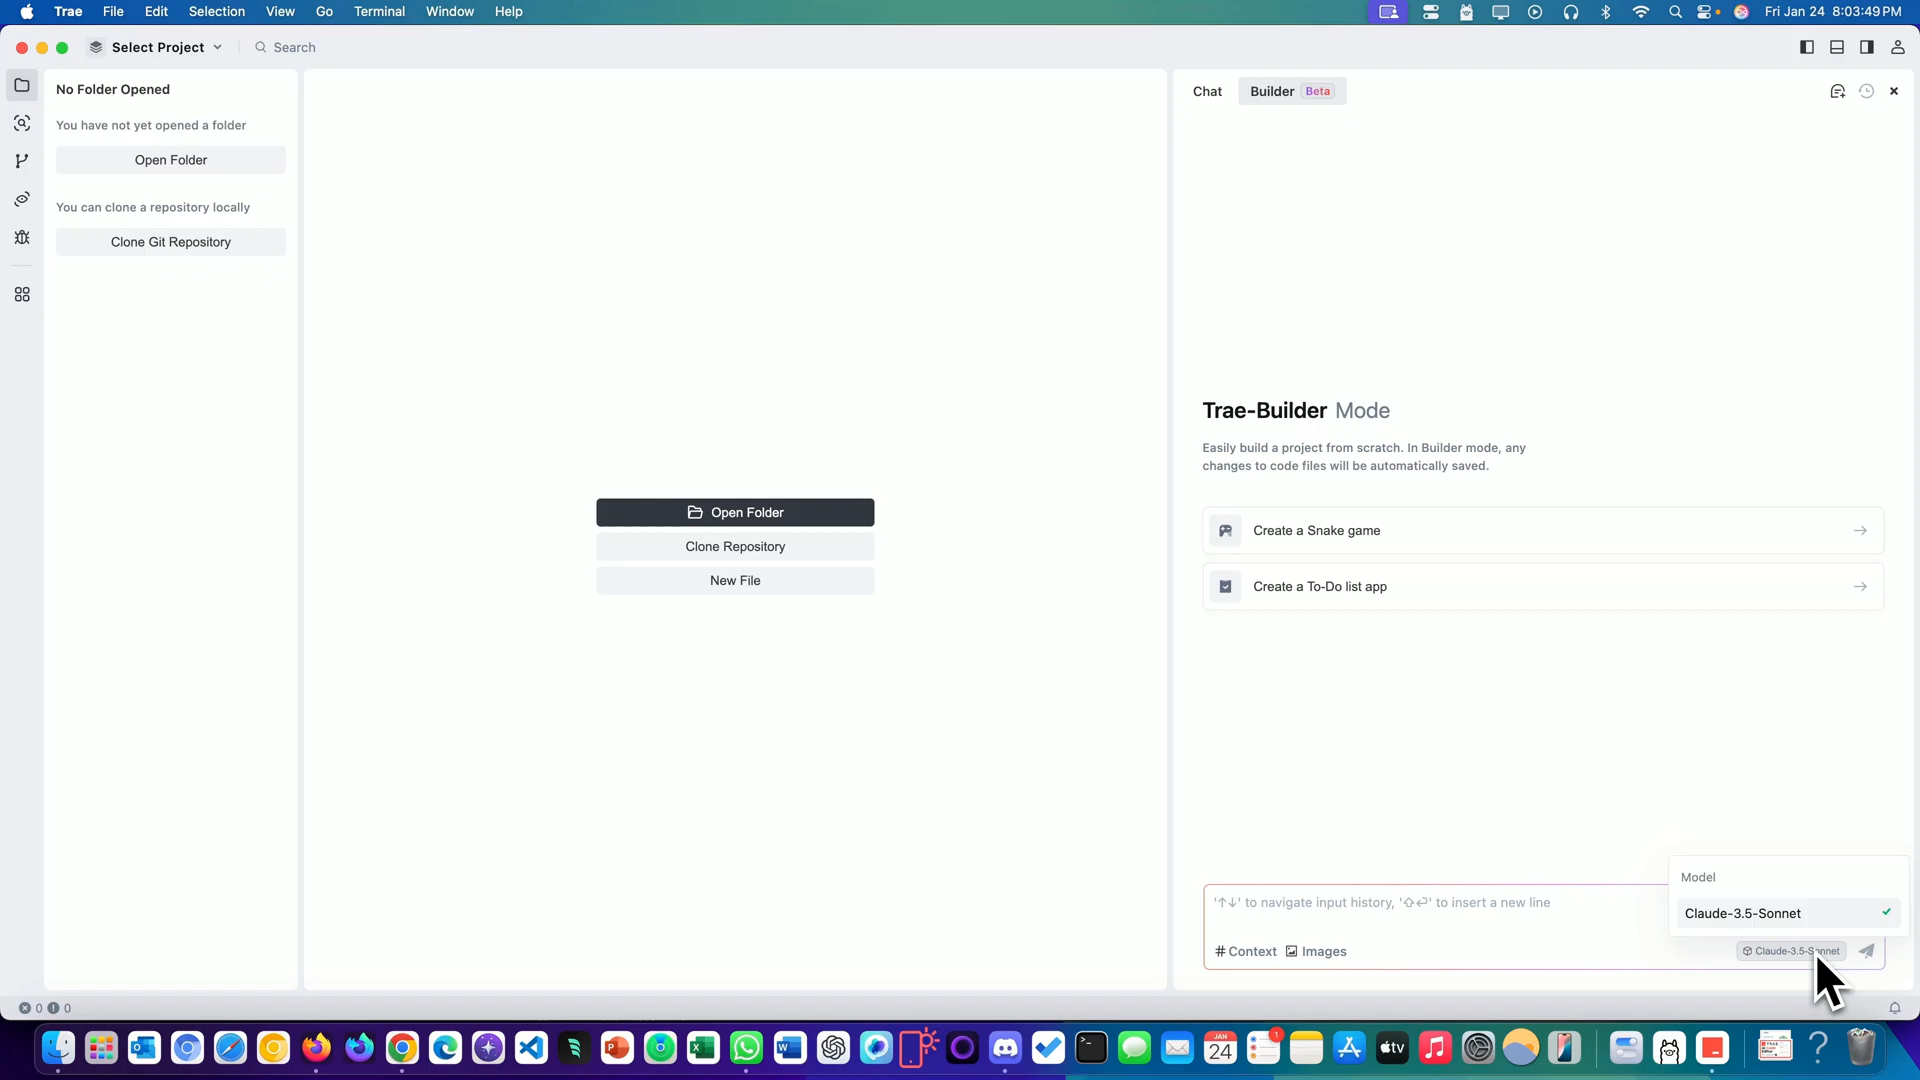 Trae File Edit Selection View Go Terminal Window Help
Fri Jan 24 8:03:49 PM
Select Project
Search
No Folder Opened
You have not yet opened a folder
Open Folder
You can clone a repository locally
Clone Git Repository
Open Folder
Clone Repository
New File
Chat
Builder Beta
Trae-Builder Mode
Easily build a project from scratch. In Builder mode, any
changes to code files will be automatically saved.
Create a Snake game
Create a To-Do list app
Model
Claude-3.5-Sonnet
'↑↓' to navigate input history, '⇧⏎' to insert a new line
# Context
Images
Claude-3.5-Sonnet
0 0
JAN
24
1
tv